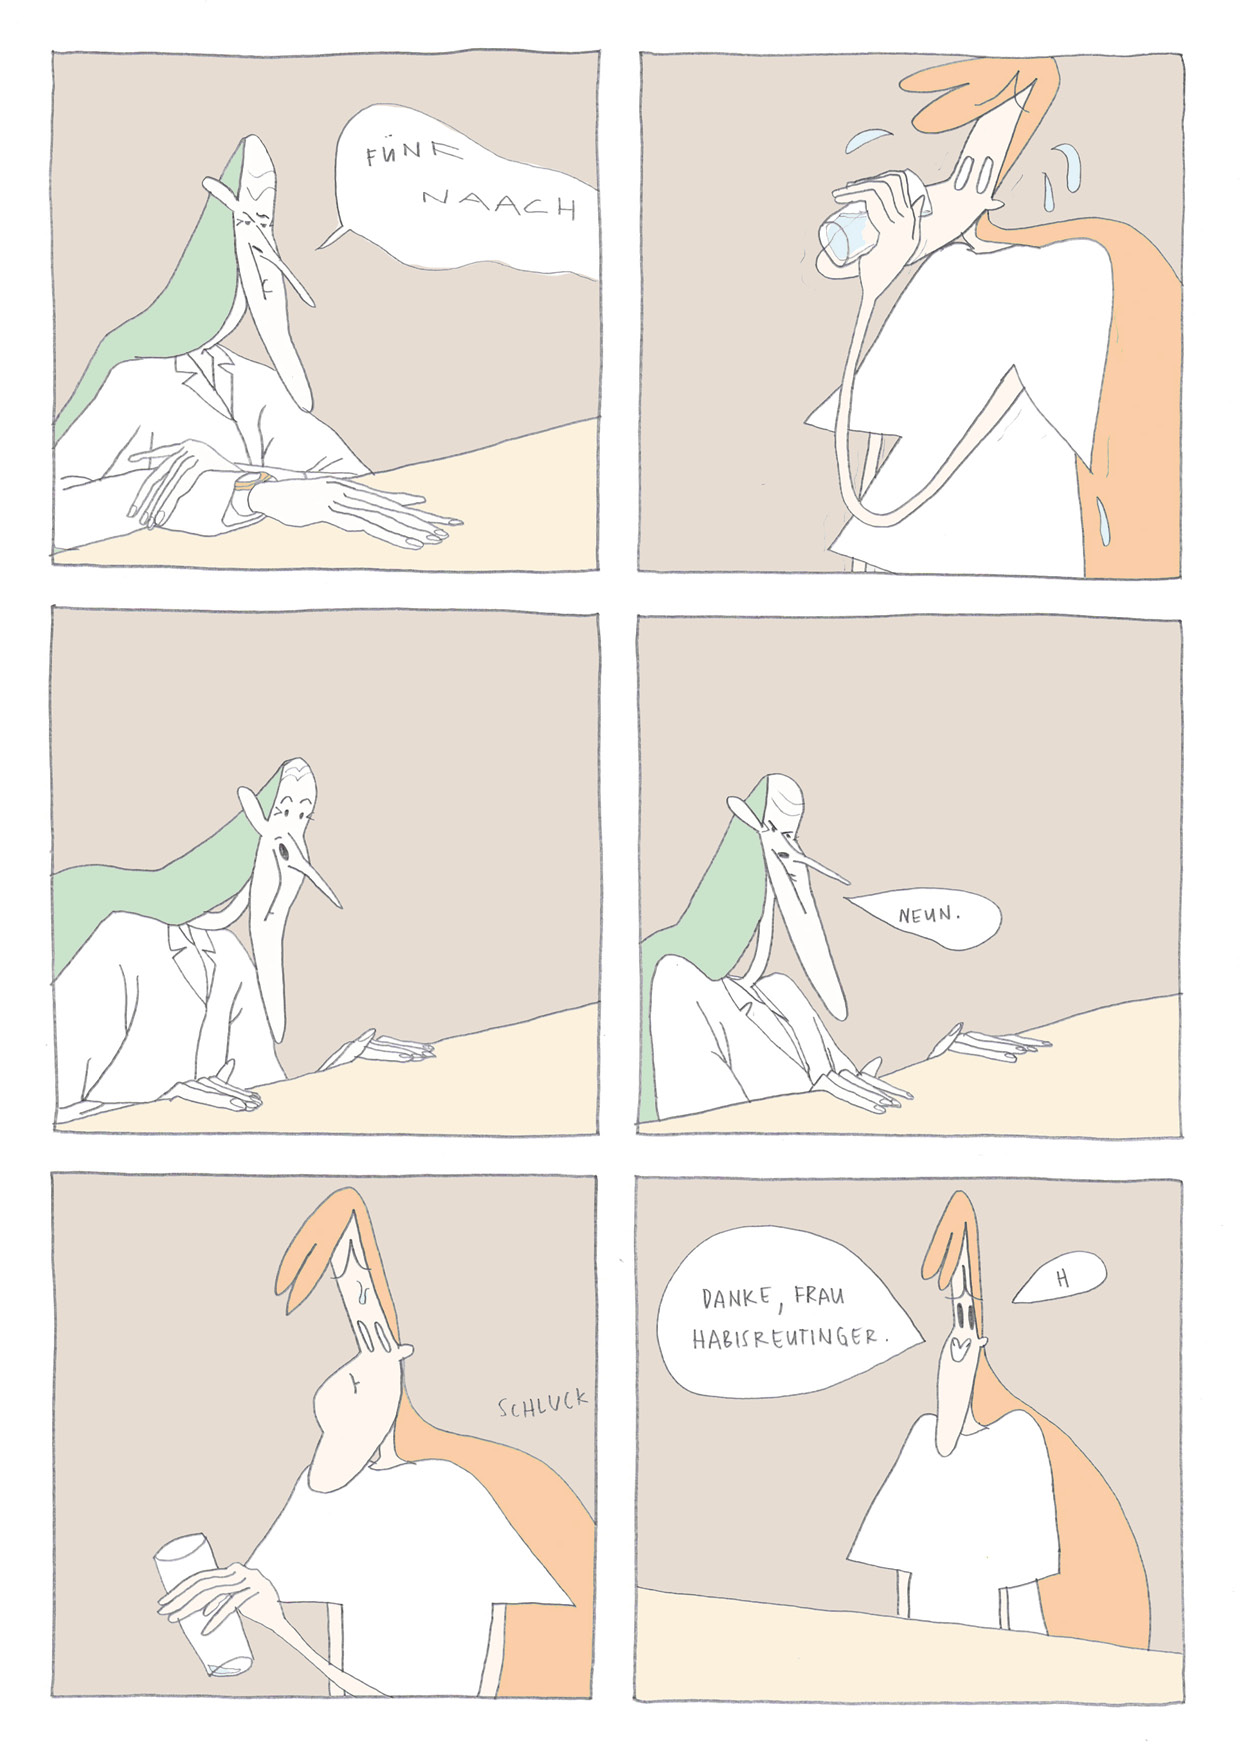 FÜNF
NAACH
NEUN.
SCHLUCK
DANKE, FRAU
HABISREUTINGER.
H